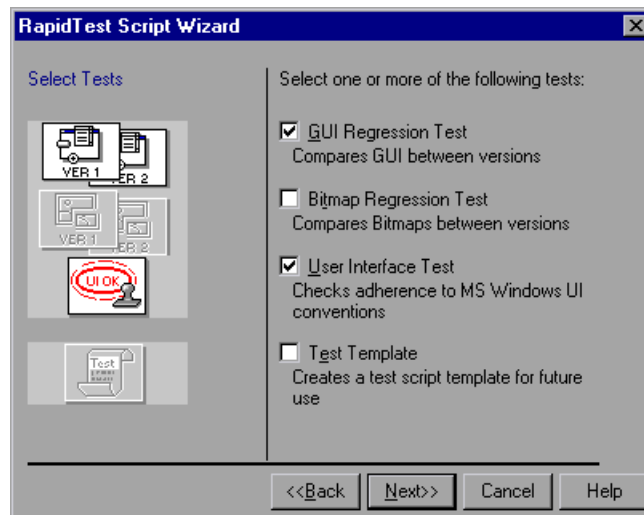 RapidTest Script Wizard
Select Tests
VER 1
VER 2
VER 1
VER 2
UI OK
Test
Select one or more of the following tests:
GUI Regression Test
Compares GUI between versions
Bitmap Regression Test
Compares Bitmaps between versions
User Interface Test
Checks adherence to MS Windows UI
conventions
Test Template
Creates a test script template for future
use
<<Back
Next>>
Cancel
Help